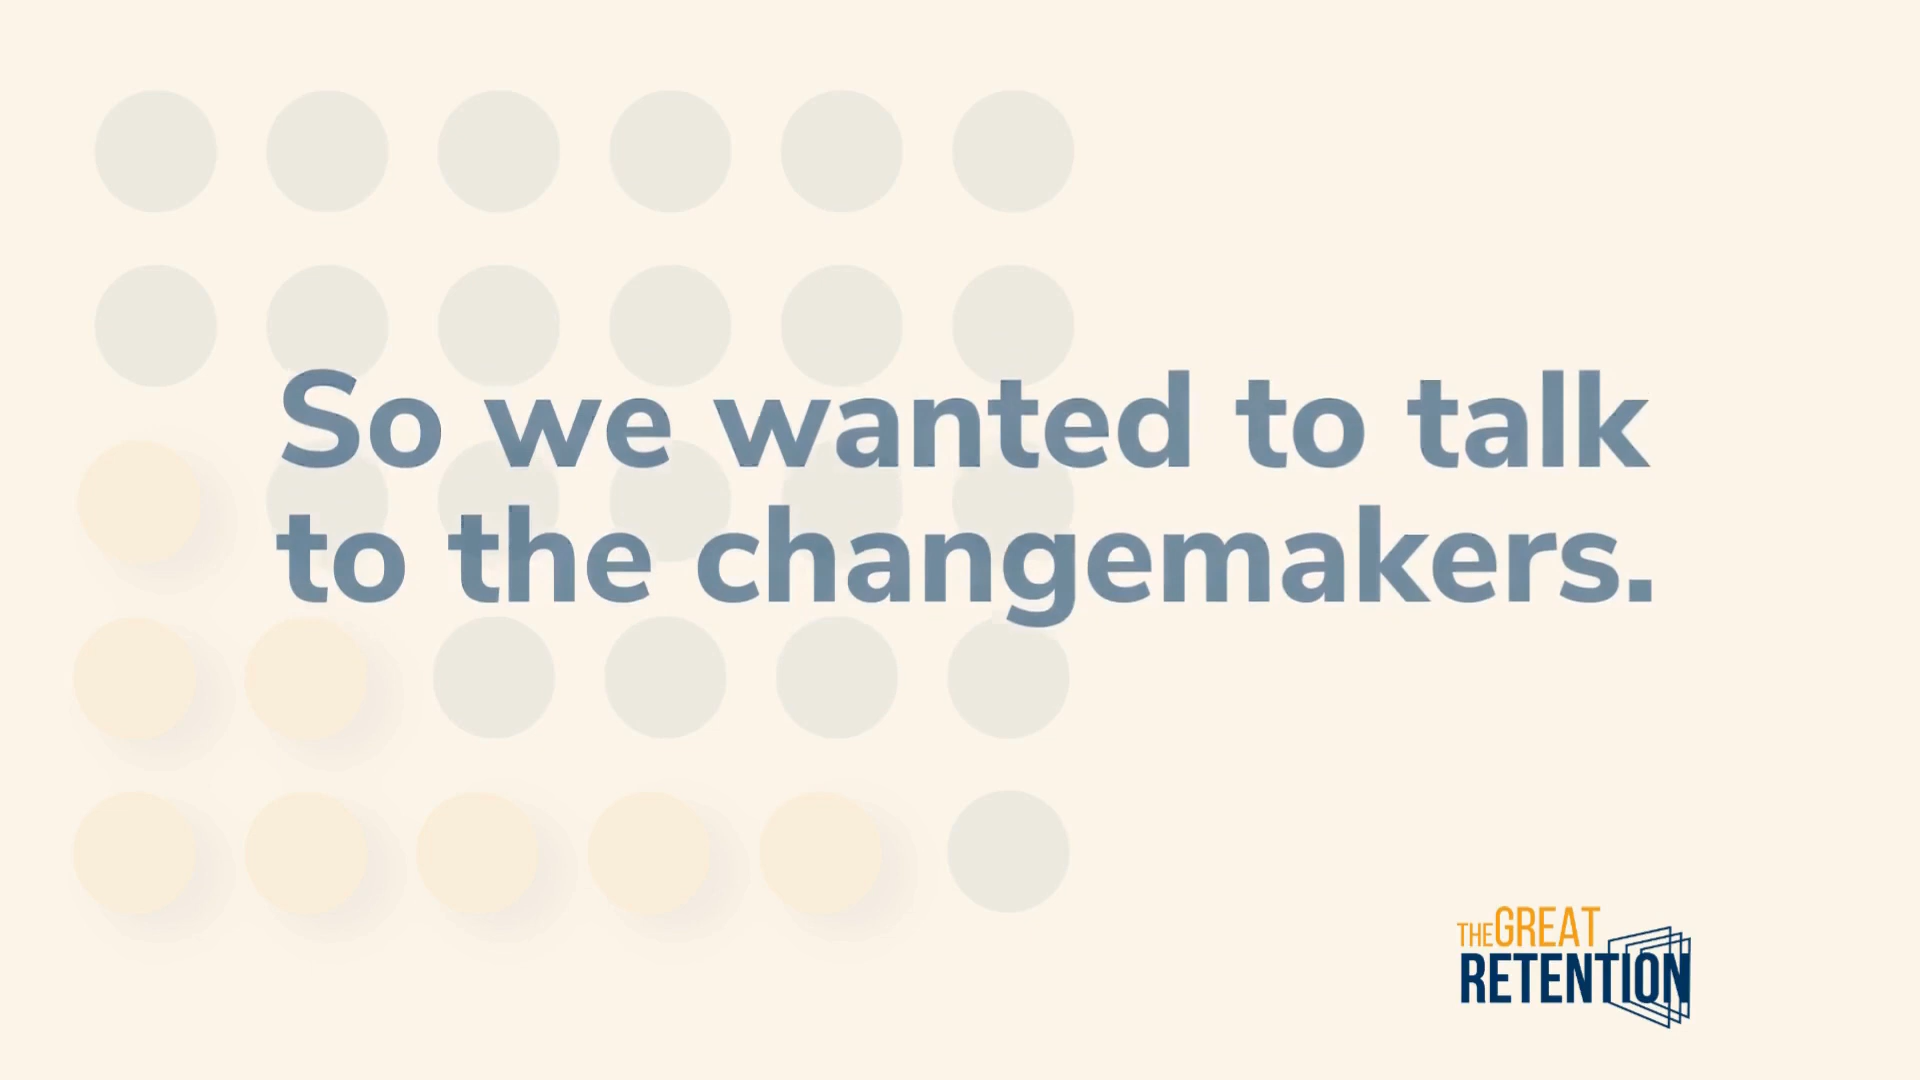 So we wanted to talk
to the changemakers.
THE GREAT
RETENTION